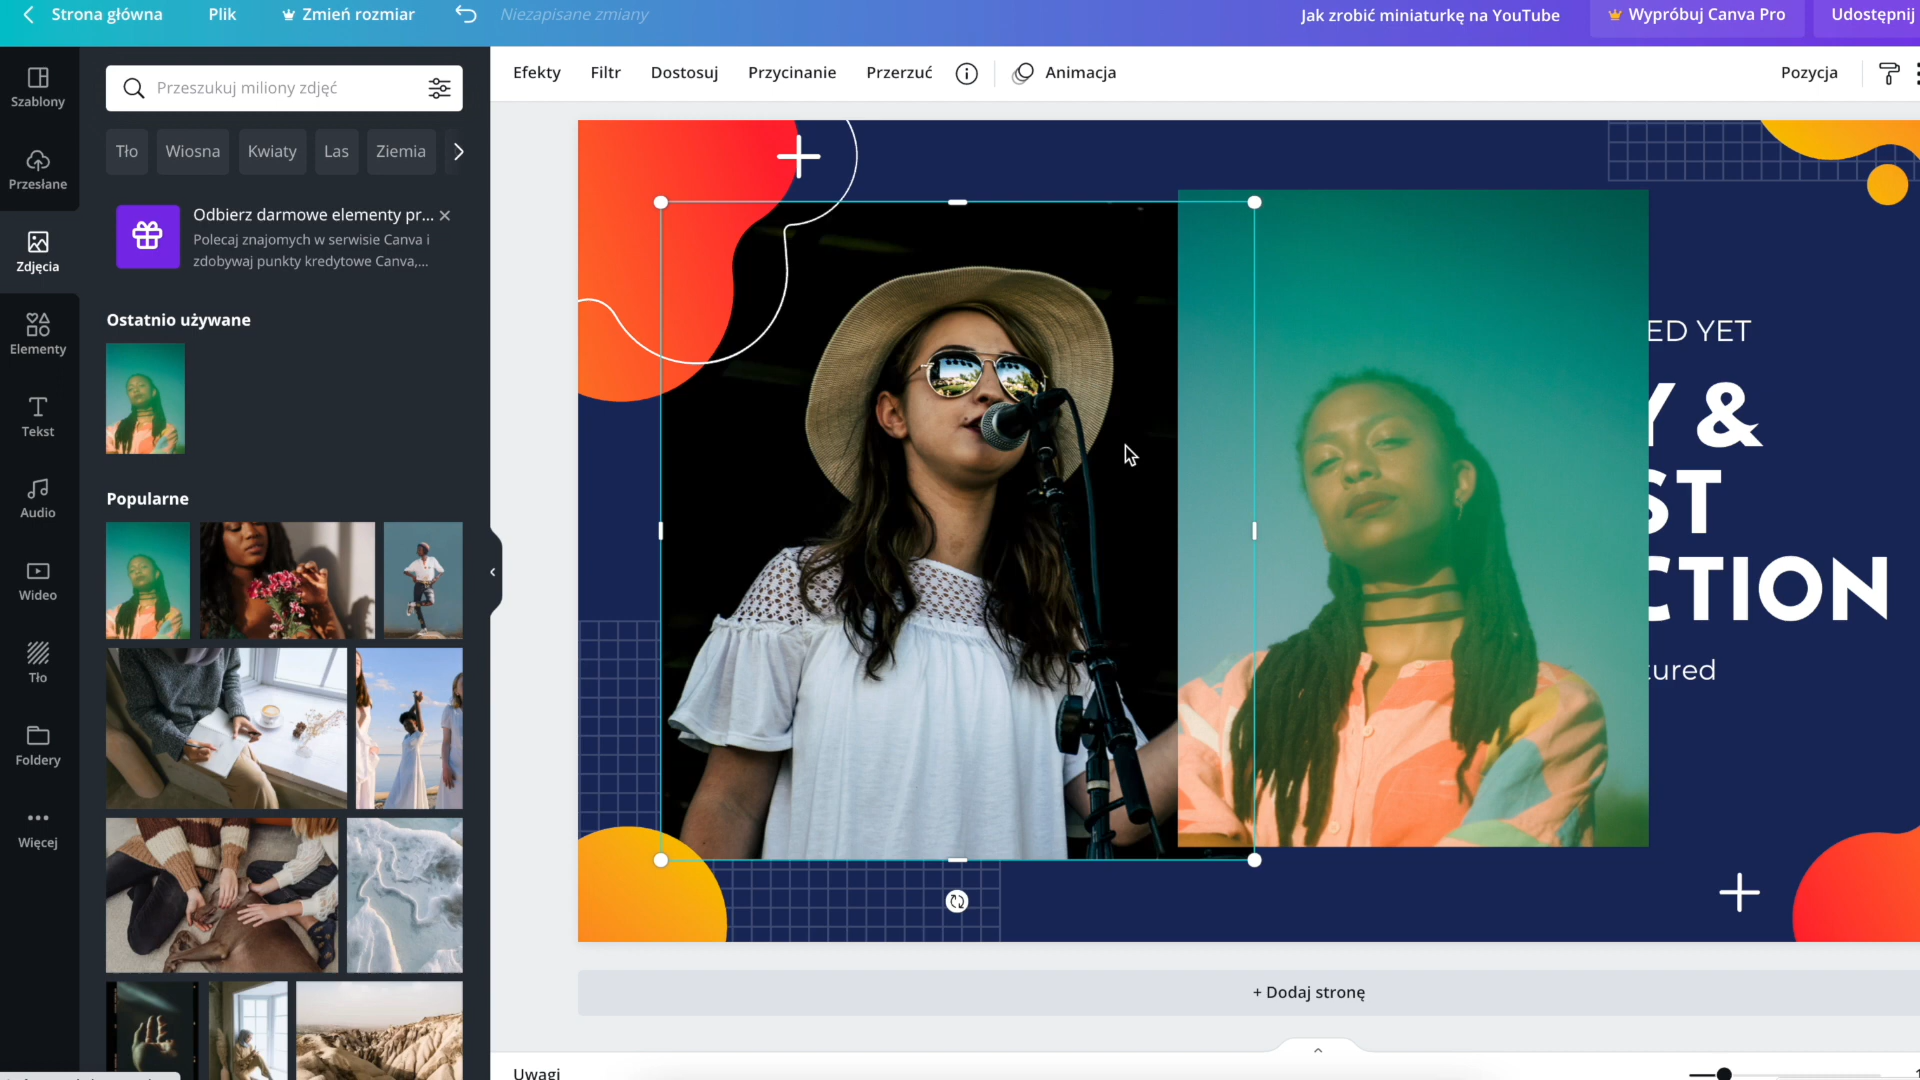 Strona główna
Plik
Zmień rozmiar
Niezapisane zmiany
Jak zrobić miniaturkę na YouTube
Wypróbuj Canva Pro
Udostępnij
Szablony
Przesłane
Zdjęcia
Elementy
Tekst
Audio
Wideo
Tło
Foldery
Więcej
Przeszukuj miliony zdjęć
Tło
Wiosna
Kwiaty
Las
Ziemia
Odbierz darmowe elementy pr...
Polecaj znajomych w serwisie Canva i
zdobywaj punkty kredytowe Canva,...
Ostatnio używane
Popularne
Efekty
Filtr
Dostosuj
Przycinanie
Przerzuć
Animacja
Pozycja
ED YET
Y &
ST
CTION
tured
+ Dodaj stronę
Uwagi